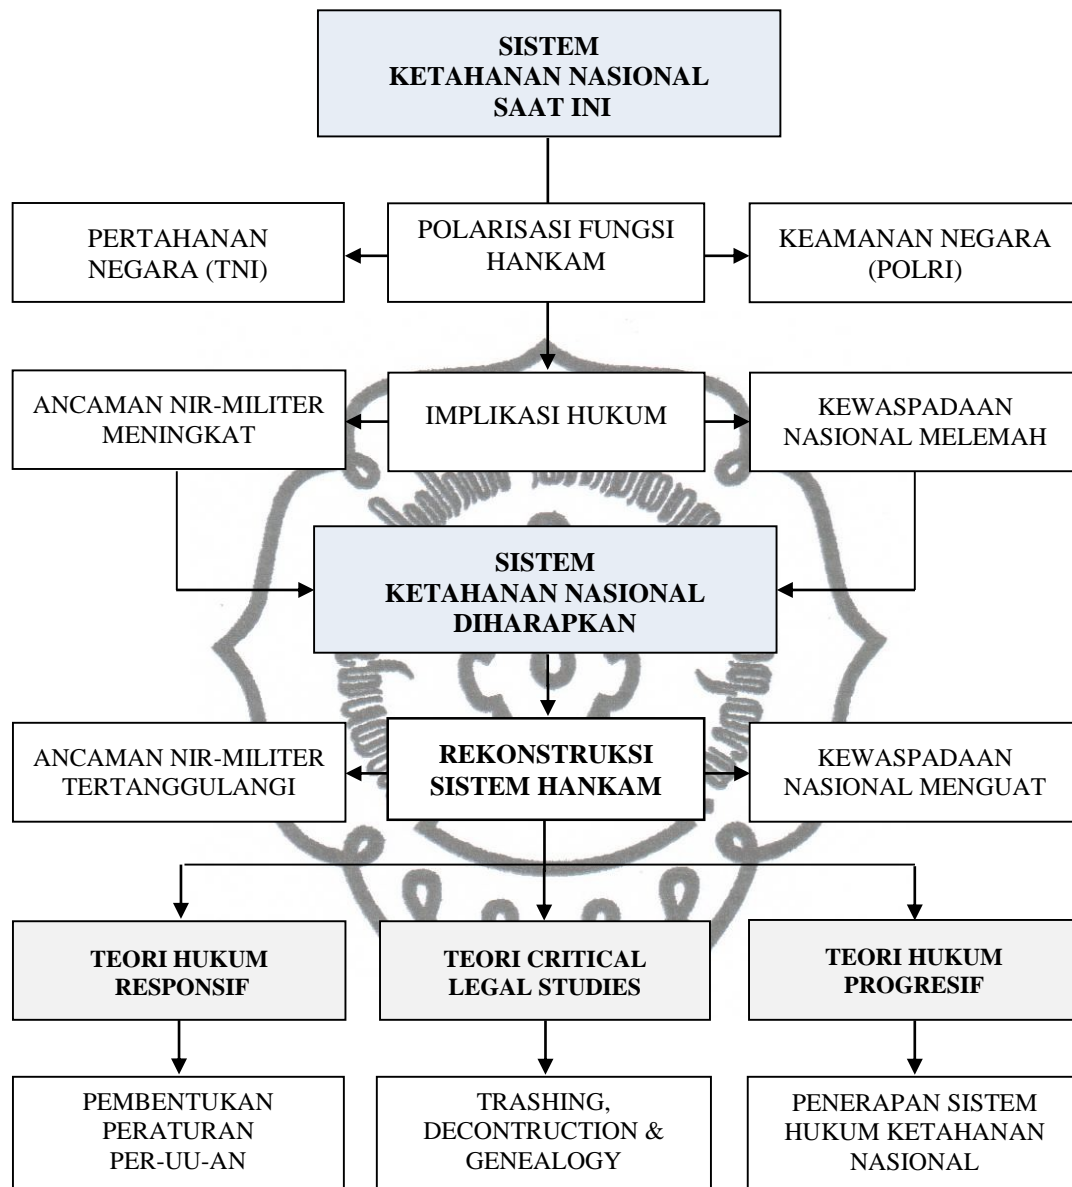 SISTEM
KETAHANAN NASIONAL
SAAT INI
PERTAHANAN
NEGARA (TNI)
POLARISASI FUNGSI
HANKAM
KEAMANAN NEGARA
(POLRI)
ANCAMAN NIR-MILITER
MENINGKAT
IMPLIKASI HUKUM
KEWASPADAAN
NASIONAL MELEMAH
SISTEM
KETAHANAN NASIONAL
DIHARAPKAN
ANCAMAN NIR-MILITER
TERTANGGULANGI
REKONSTRUKSI
SISTEM HANKAM
KEWASPADAAN
NASIONAL MENGUAT
TEORI HUKUM
RESPONSIF
TEORI CRITICAL
LEGAL STUDIES
TEORI HUKUM
PROGRESIF
PEMBENTUKAN
PERATURAN
PER-UU-AN
TRASHING,
DECONTRUCTION &
GENEALOGY
PENERAPAN SISTEM
HUKUM KETAHANAN
NASIONAL